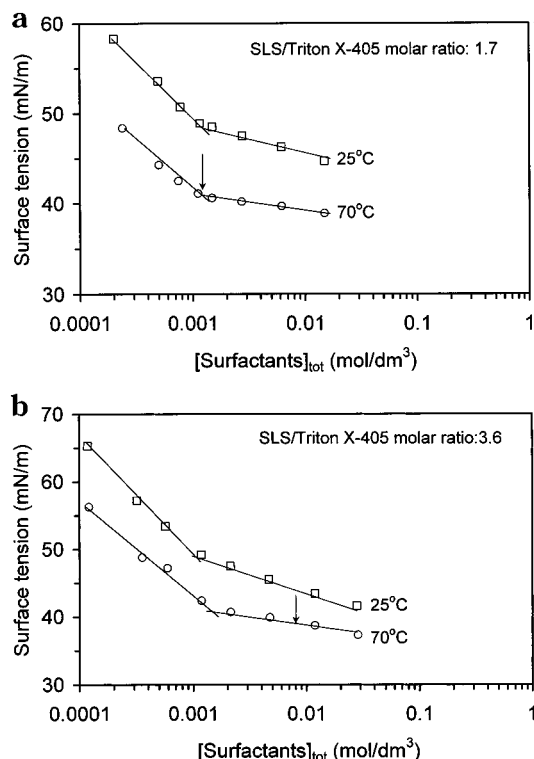 a
SLS/Triton X-405 molar ratio: 1.7
Surface tension (mN/m)
60
50
40
30
25°C
70°C
0.0001
0.001
0.01
0.1
1
[Surfactants]tot (mol/dm³)
b
SLS/Triton X-405 molar ratio:3.6
Surface tension (mN/m)
70
60
50
40
30
25°C
70°C
0.0001
0.001
0.01
0.1
1
[Surfactants]tot (mol/dm³)